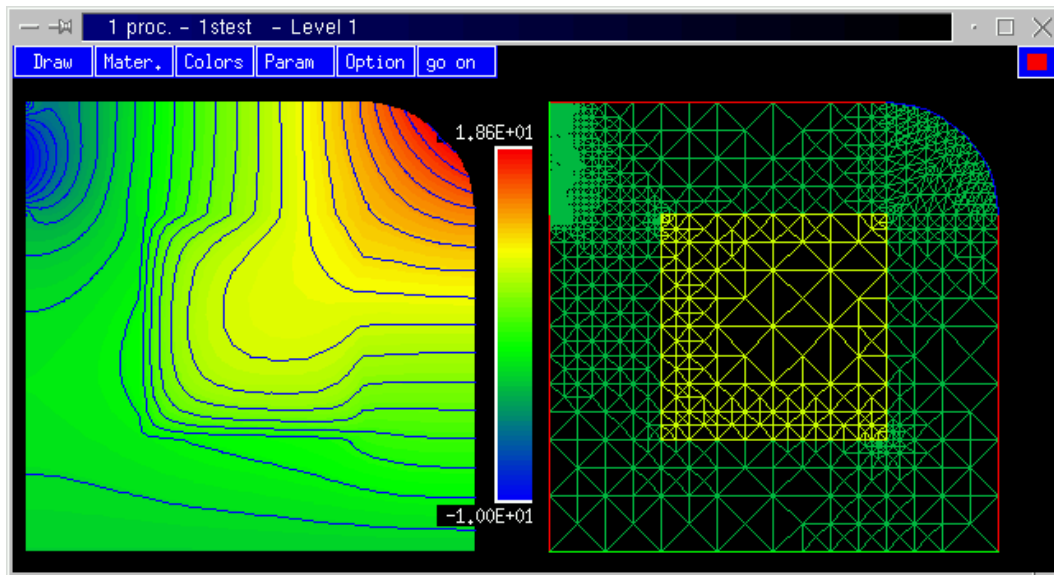 1 proc. - 1stest - Level 1
Draw Mater. Colors Param Option go on
1.86E+01
-1.00E+01